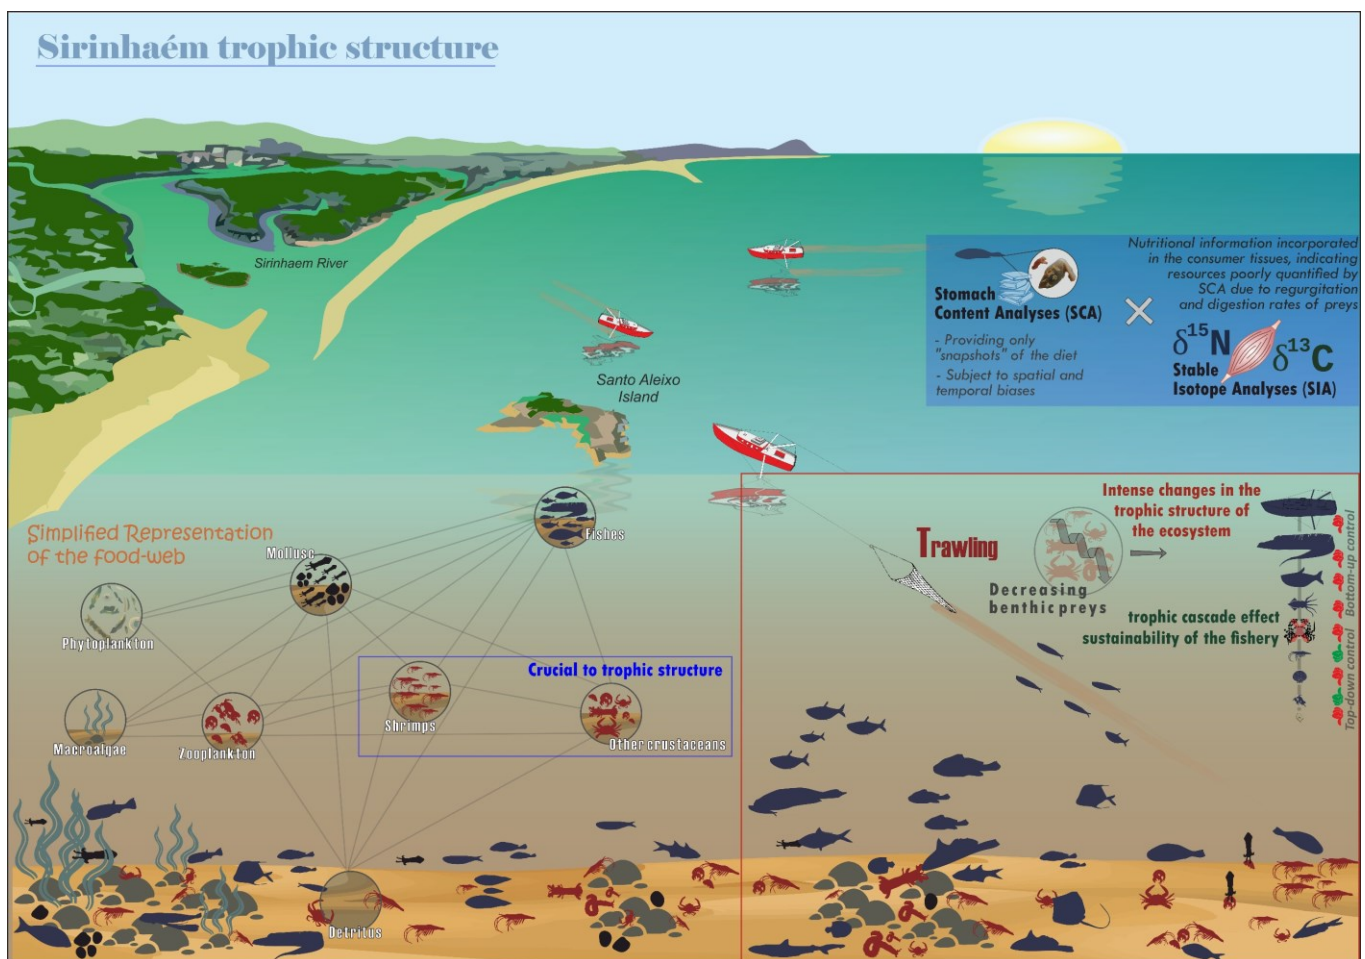 Sirinhaém trophic structure
Sirinhaem River
Santo Aleixo
Island
Stomach
Content Analyses (SCA)
- Providing only
"snapshots" of the diet
- Subject to spatial and
temporal biases
Nutritional information incorporated
in the consumer tissues, indicating
resources poorly quantified by
SCA due to regurgitation
and digestion rates of preys
δ15N
δ13C
Stable
Isotope Analyses (SIA)
Simplified Representation
of the food-web
Fishes
Mollusc
Phytoplankton
Crucial to trophic structure
Shrimps
Other crustaceans
Macroalgae
Zooplankton
Detritus
Trawling
Decreasing
benthic preys
Intense changes in the
trophic structure of
the ecosystem
trophic cascade effect
sustainability of the fishery
Bottom-up control
Top-down control